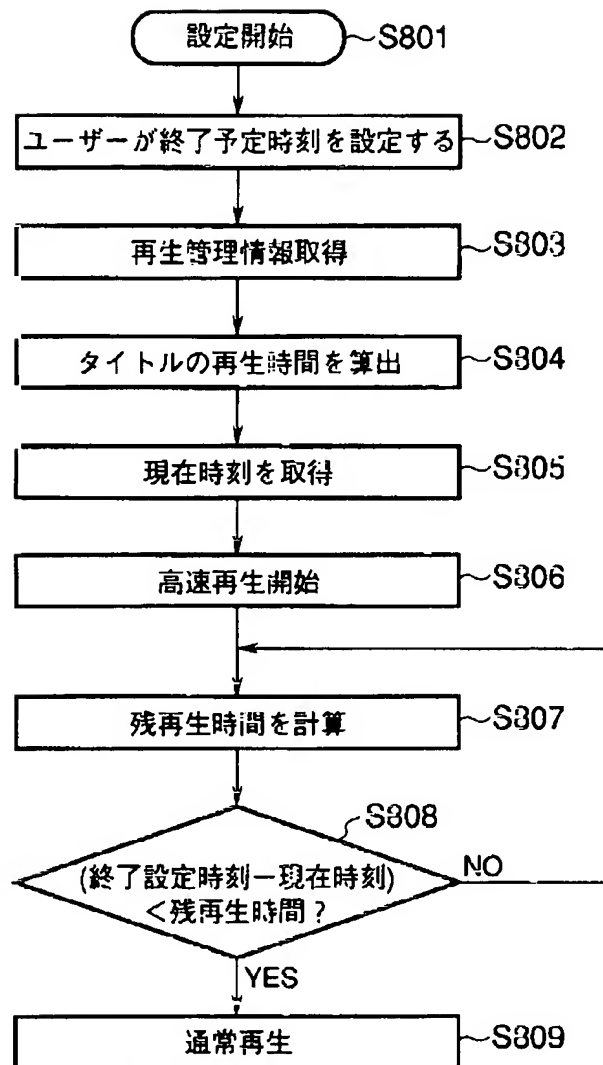 設定開始 S801
ユーザーが終了予定時刻を設定する S802
再生管理情報取得 S803
タイトルの再生時間を算出 S804
現在時刻を取得 S805
高速再生開始 S806
残再生時間を計算 S807
S808
(終了設定時刻ー現在時刻)
<残再生時間?
NO
YES
通常再生 S809